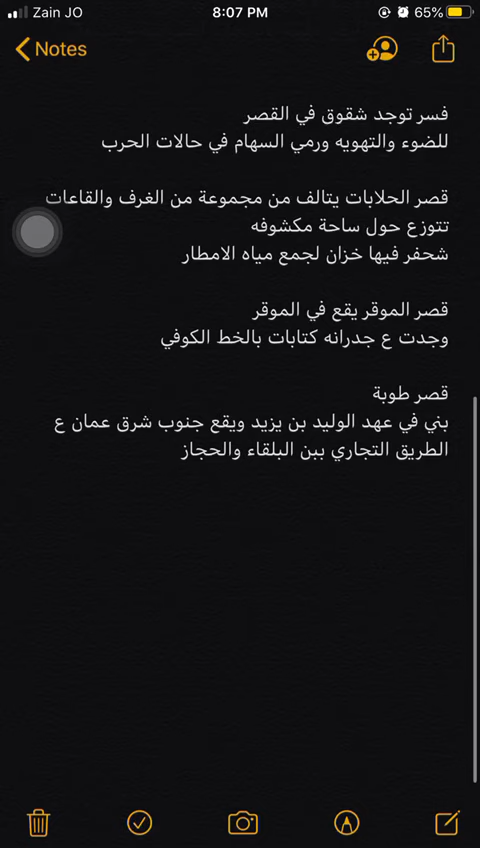 Zain JO
8:07 PM
65%
Notes
فسر توجد شقوق في القصر
للضوء والتهويه ورمي السهام في حالات الحرب
قصر الحلابات يتالف من مجموعة من الغرف والقاعات
تتوزع حول ساحة مكشوفه
شحفر فيها خزان لجمع مياه الامطار
قصر الموقر يقع في الموقر
وجدت ع جدرانه كتابات بالخط الكوفي
قصر طوبة
بني في عهد الوليد بن يزيد ويقع جنوب شرق عمان ع
الطريق التجاري ببن البلقاء والحجاز